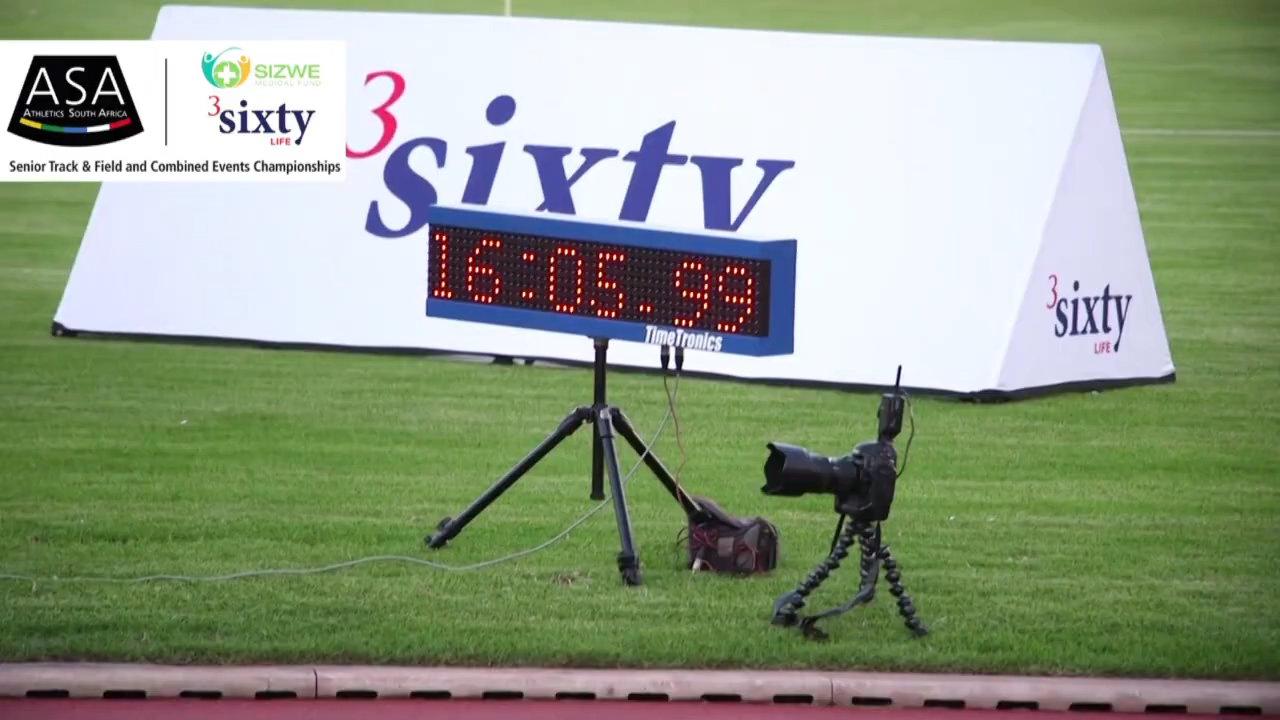 ASA
ATHLETICS SOUTH AFRICA
SIZWE
MEDICAL FUND
3sixty
LIFE
Senior Track & Field and Combined Events Championships
3sixty
16:05.99
TimeTronics
3sixty
LIFE